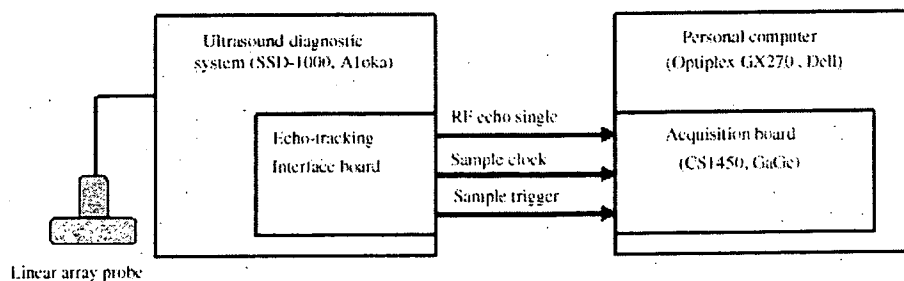 Ultrasound diagnostic
system (SSD-1000, Aloka)
Echo-tracking
Interface board
RF echo single
Sample clock
Sample trigger
Personal computer
(Optiplex GX270 , Dell)
Acquisition board
(CS1450, GaGe)
Linear array probe